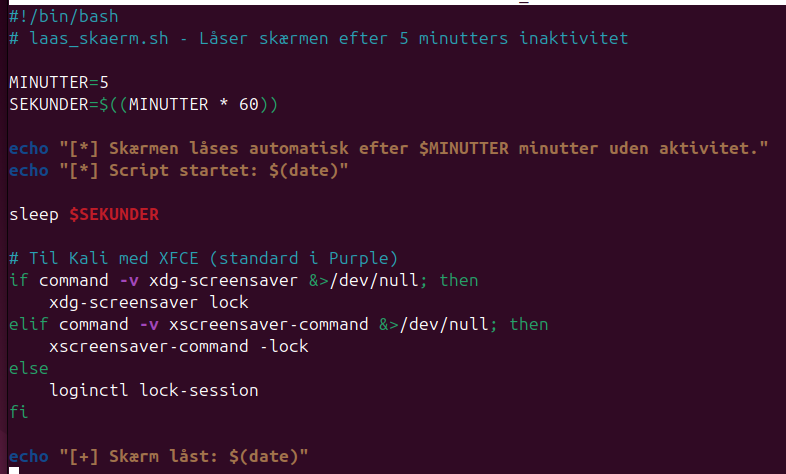 #!/bin/bash
# laas_skaerm.sh - Låser skærmen efter 5 minutters inaktivitet
MINUTTER=5
SEKUNDER=$((MINUTTER * 60))
echo "[*] Skærmen låses automatisk efter $MINUTTER minutter uden aktivitet."
echo "[*] Script startet: $(date)"
sleep $SEKUNDER
# Til Kali med XFCE (standard i Purple)
if command -v xdg-screensaver &>/dev/null; then
    xdg-screensaver lock
elif command -v xscreensaver-command &>/dev/null; then
    xscreensaver-command -lock
else
    loginctl lock-session
fi
echo "[+] Skærm låst: $(date)"